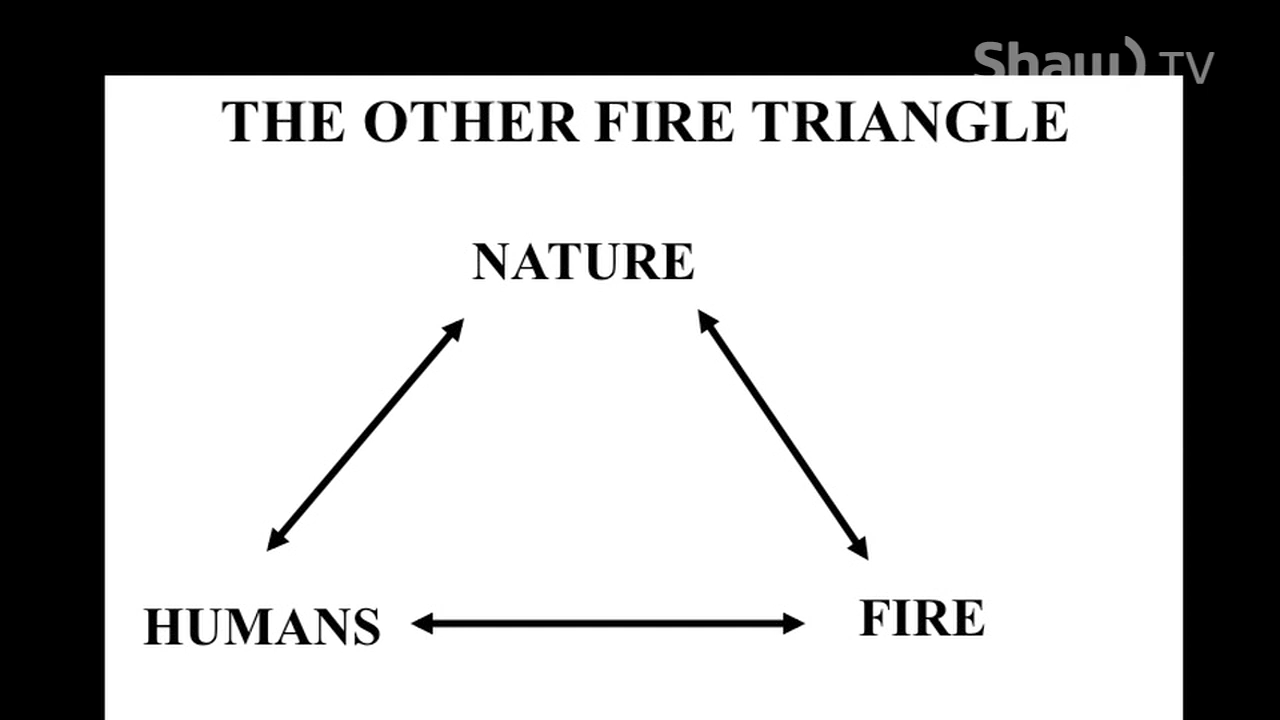 Shaw) TV
THE OTHER FIRE TRIANGLE
NATURE
HUMANS
FIRE